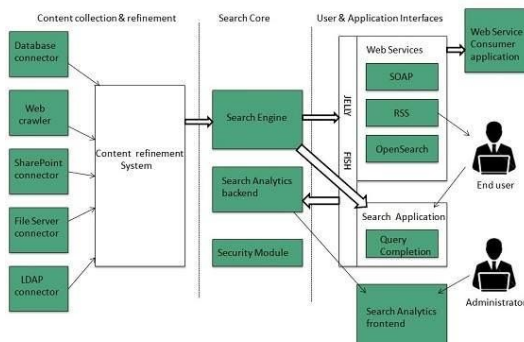 Content collection & refinement
Search Core
User & Application Interfaces
Database
connector
Web
crawler
SharePoint
connector
File Server
connector
LDAP
connector
Content refinement
System
Search Engine
Search Analytics
backend
Security Module
JELLY
FISH
Web Services
SOAP
RSS
OpenSearch
Search Application
Query
Completion
Search Analytics
frontend
Web Service
Consumer
application
End user
Administrator